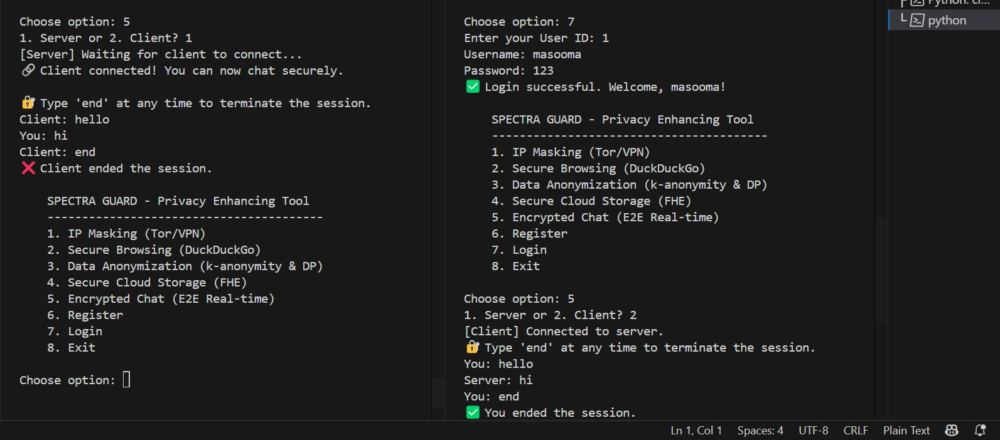 Choose option: 5
1. Server or 2. Client? 1
[Server] Waiting for client to connect...
🔗 Client connected! You can now chat securely.
🔐 Type 'end' at any time to terminate the session.
Client: hello
You: hi
Client: end
❌ Client ended the session.
SPECTRA GUARD - Privacy Enhancing Tool
----------------------------------------
1. IP Masking (Tor/VPN)
2. Secure Browsing (DuckDuckGo)
3. Data Anonymization (k-anonymity & DP)
4. Secure Cloud Storage (FHE)
5. Encrypted Chat (E2E Real-time)
6. Register
7. Login
8. Exit
Choose option:
Choose option: 7
Enter your User ID: 1
Username: masooma
Password: 123
✅ Login successful. Welcome, masooma!
SPECTRA GUARD - Privacy Enhancing Tool
----------------------------------------
1. IP Masking (Tor/VPN)
2. Secure Browsing (DuckDuckGo)
3. Data Anonymization (k-anonymity & DP)
4. Secure Cloud Storage (FHE)
5. Encrypted Chat (E2E Real-time)
6. Register
7. Login
8. Exit
Choose option: 5
1. Server or 2. Client? 2
[Client] Connected to server.
🔐 Type 'end' at any time to terminate the session.
You: hello
Server: hi
You: end
✅ You ended the session.
Python: cl...
python
Ln 1, Col 1 Spaces: 4 UTF-8 CRLF Plain Text